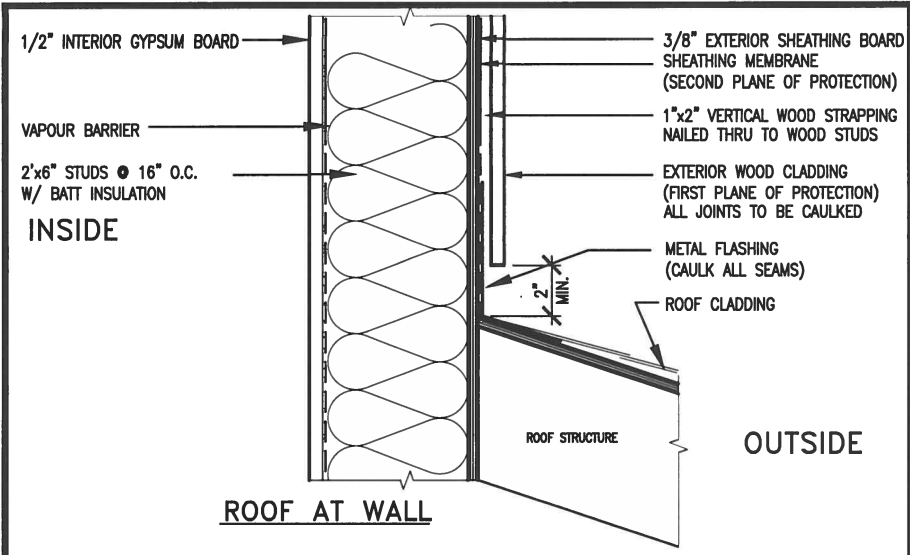 1/2" INTERIOR GYPSUM BOARD
VAPOUR BARRIER
2'x6" STUDS @ 16" O.C.
W/ BATT INSULATION
INSIDE
3/8" EXTERIOR SHEATHING BOARD
SHEATHING MEMBRANE
(SECOND PLANE OF PROTECTION)
1"x2" VERTICAL WOOD STRAPPING
NAILED THRU TO WOOD STUDS
EXTERIOR WOOD CLADDING
(FIRST PLANE OF PROTECTION)
ALL JOINTS TO BE CAULKED
METAL FLASHING
(CAULK ALL SEAMS)
2"
MIN.
ROOF CLADDING
ROOF STRUCTURE
OUTSIDE
ROOF AT WALL